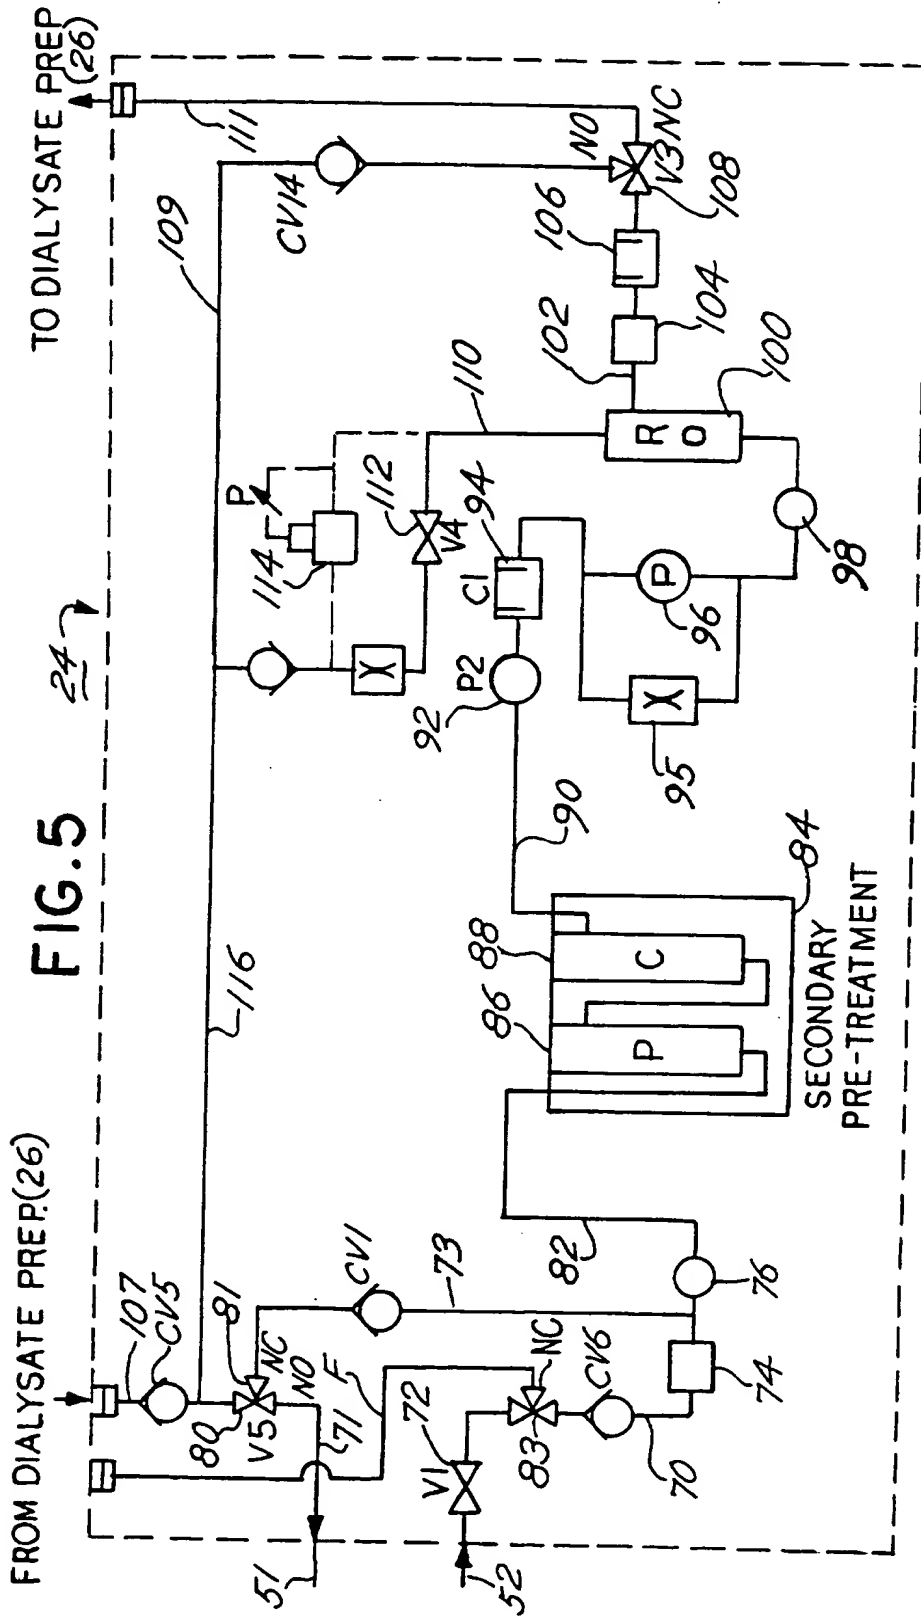 FIG. 5
24
FROM DIALYSATE PREP.(26)
TO DIALYSATE PREP
(26)
107
CV5
81
80
V5
NC
NO
71
F
51
52
V1
72
83
NC
CV6
70
74
76
73
CV1
82
116
109
CV14
111
NO
V3
NC
108
106
104
102
100
R
O
110
P
114
112
V4
94
C1
P2
92
P
96
98
95
90
86
88
P
C
84
SECONDARY
PRE-TREATMENT